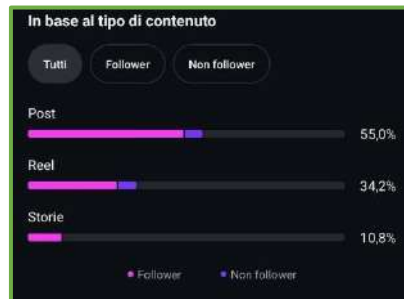 In base al tipo di contenuto
Tutti Follower Non follower
Post
55,0%
Reel
34,2%
Storie
10,8%
Follower Non follower